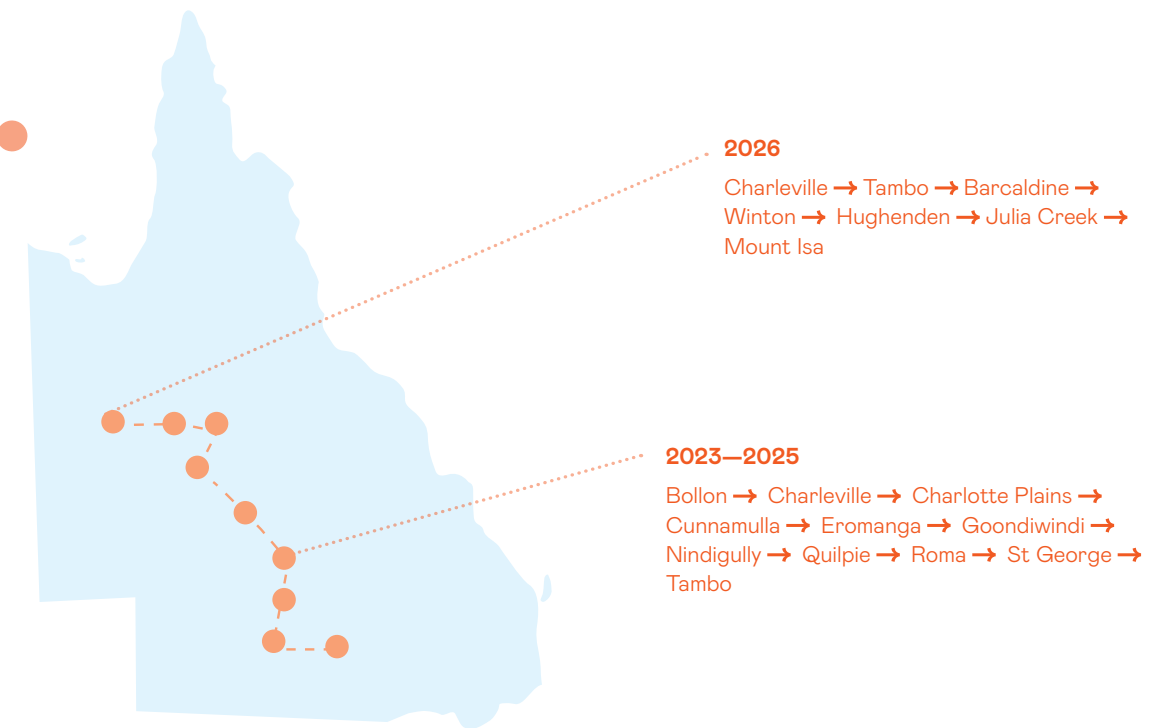 2026
Charleville → Tambo → Barcaldine →
Winton → Hughenden → Julia Creek →
Mount Isa
2023—2025
Bollon → Charleville → Charlotte Plains →
Cunnamulla → Eromanga → Goondiwindi →
Nindigully → Quilpie → Roma → St George →
Tambo